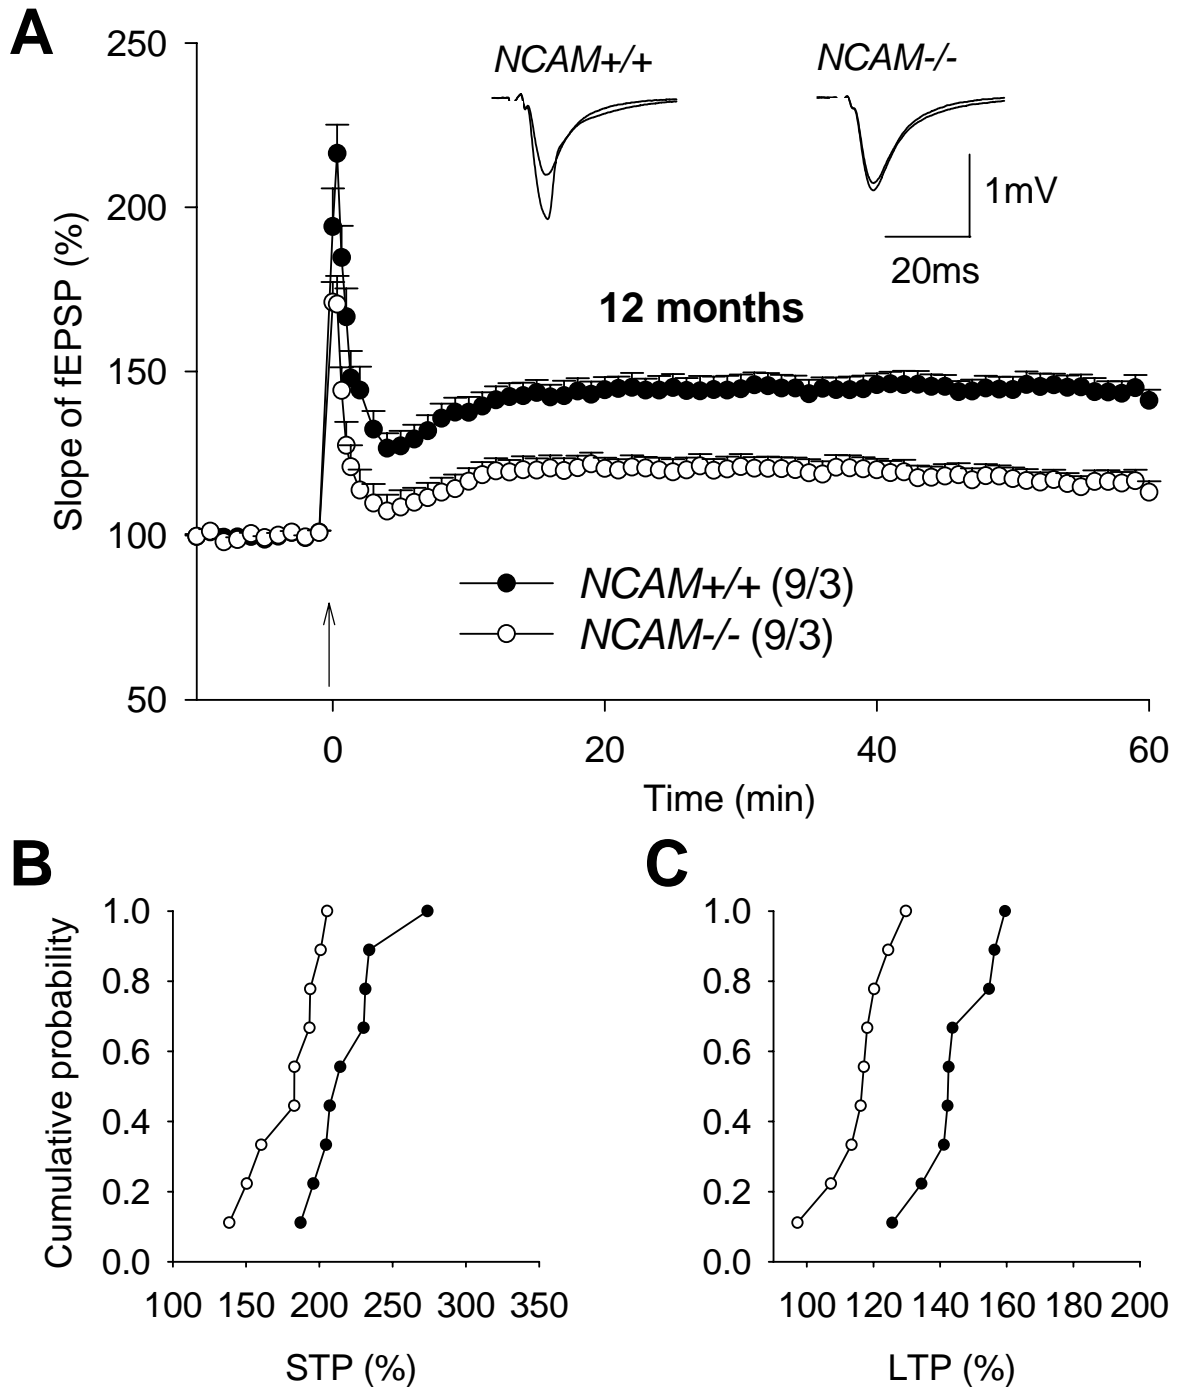 A
250
200
150
100
50
Slope of fEPSP (%)
NCAM+/+
NCAM-/-
1mV
20ms
12 months
NCAM+/+ (9/3)
NCAM-/- (9/3)
0 20 40 60
Time (min)
B
1.0
0.8
0.6
0.4
0.2
0.0
Cumulative probability
100 150 200 250 300 350
STP (%)
C
1.0
0.8
0.6
0.4
0.2
0.0
100 120 140 160 180 200
LTP (%)